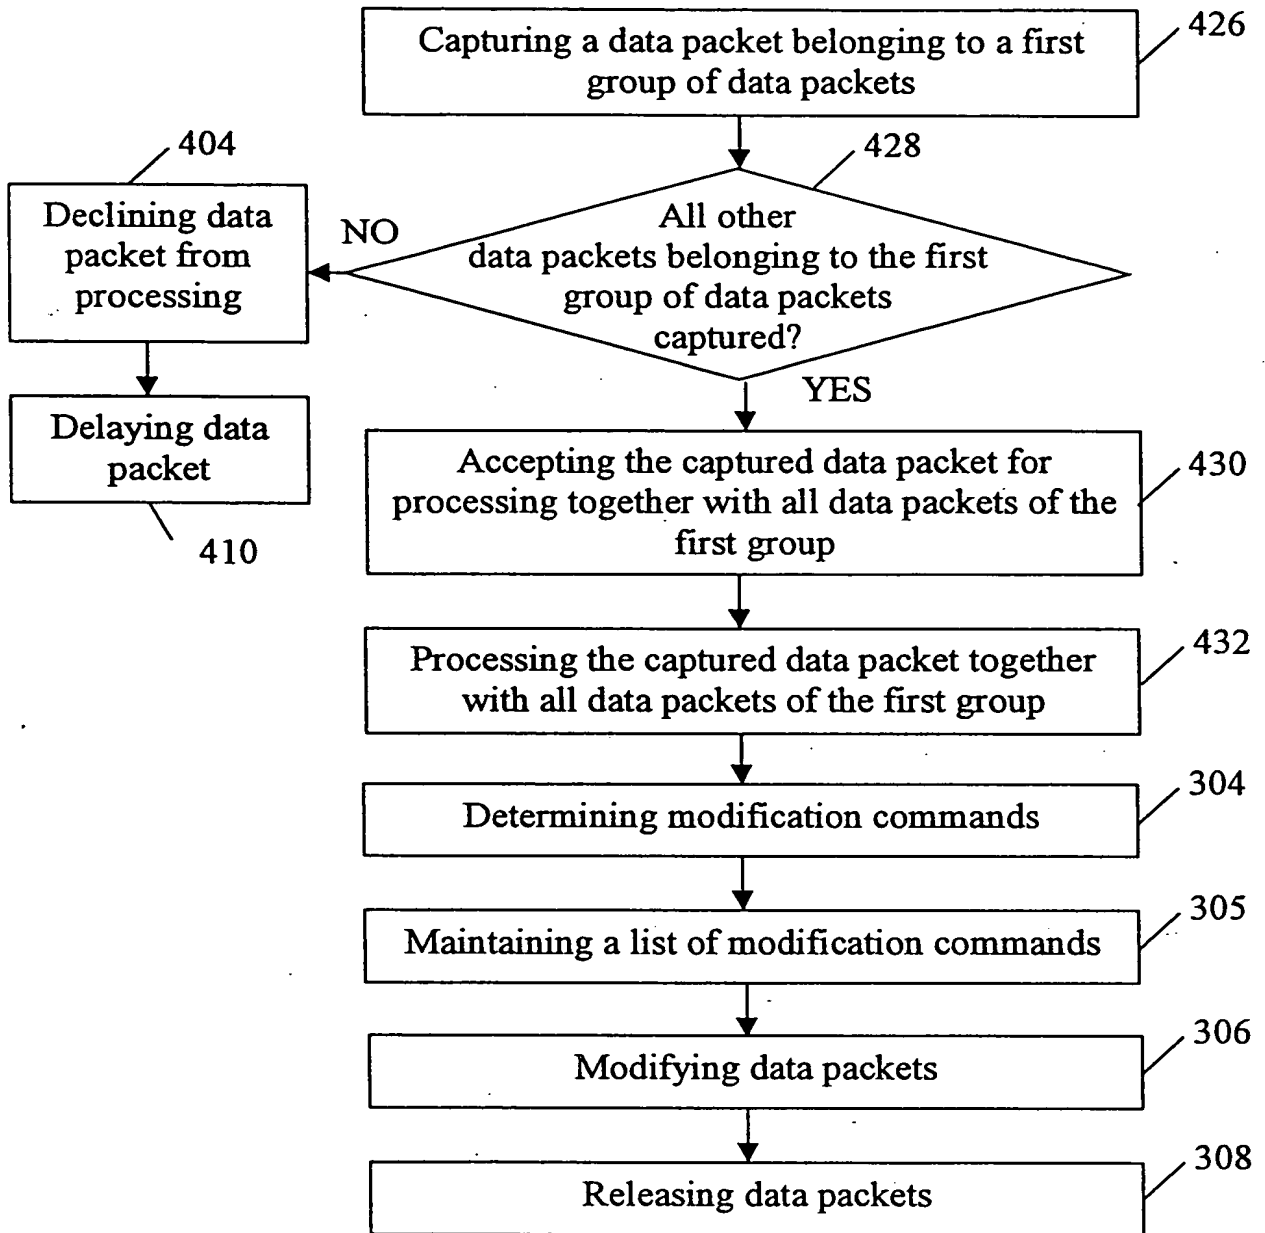 Capturing a data packet belonging to a first
group of data packets
426
404
428
Declining data
packet from
processing
NO
All other
data packets belonging to the first
group of data packets
captured?
YES
Delaying data
packet
410
Accepting the captured data packet for
processing together with all data packets of the
first group
430
Processing the captured data packet together
with all data packets of the first group
432
Determining modification commands
304
Maintaining a list of modification commands
305
Modifying data packets
306
Releasing data packets
308